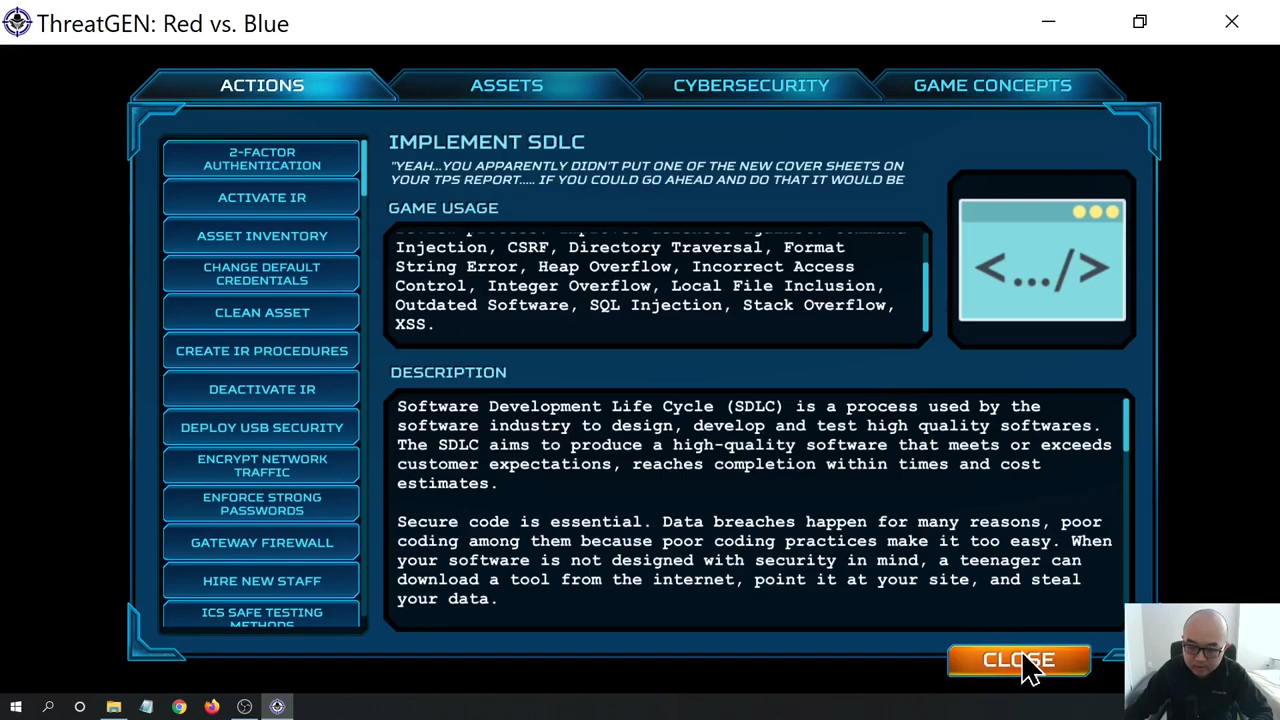 ThreatGEN: Red vs. Blue
ACTIONS
ASSETS
CYBERSECURITY
GAME CONCEPTS
2-FACTOR
AUTHENTICATION
ACTIVATE IR
ASSET INVENTORY
CHANGE DEFAULT
CREDENTIALS
CLEAN ASSET
CREATE IR PROCEDURES
DEACTIVATE IR
DEPLOY USB SECURITY
ENCRYPT NETWORK
TRAFFIC
ENFORCE STRONG
PASSWORDS
GATEWAY FIREWALL
HIRE NEW STAFF
ICS SAFE TESTING
METHODS
IMPLEMENT SDLC
"YEAH...YOU APPARENTLY DIDN'T PUT ONE OF THE NEW COVER SHEETS ON
YOUR TPS REPORT..... IF YOU COULD GO AHEAD AND DO THAT IT WOULD BE
GAME USAGE
Injection, CSRF, Directory Traversal, Format
String Error, Heap Overflow, Incorrect Access
Control, Integer Overflow, Local File Inclusion,
Outdated Software, SQL Injection, Stack Overflow,
XSS.
DESCRIPTION
Software Development Life Cycle (SDLC) is a process used by the
software industry to design, develop and test high quality softwares.
The SDLC aims to produce a high-quality software that meets or exceeds
customer expectations, reaches completion within times and cost
estimates.
Secure code is essential. Data breaches happen for many reasons, poor
coding among them because poor coding practices make it too easy. When
your software is not designed with security in mind, a teenager can
download a tool from the internet, point it at your site, and steal
your data.
<.../>
CLOSE